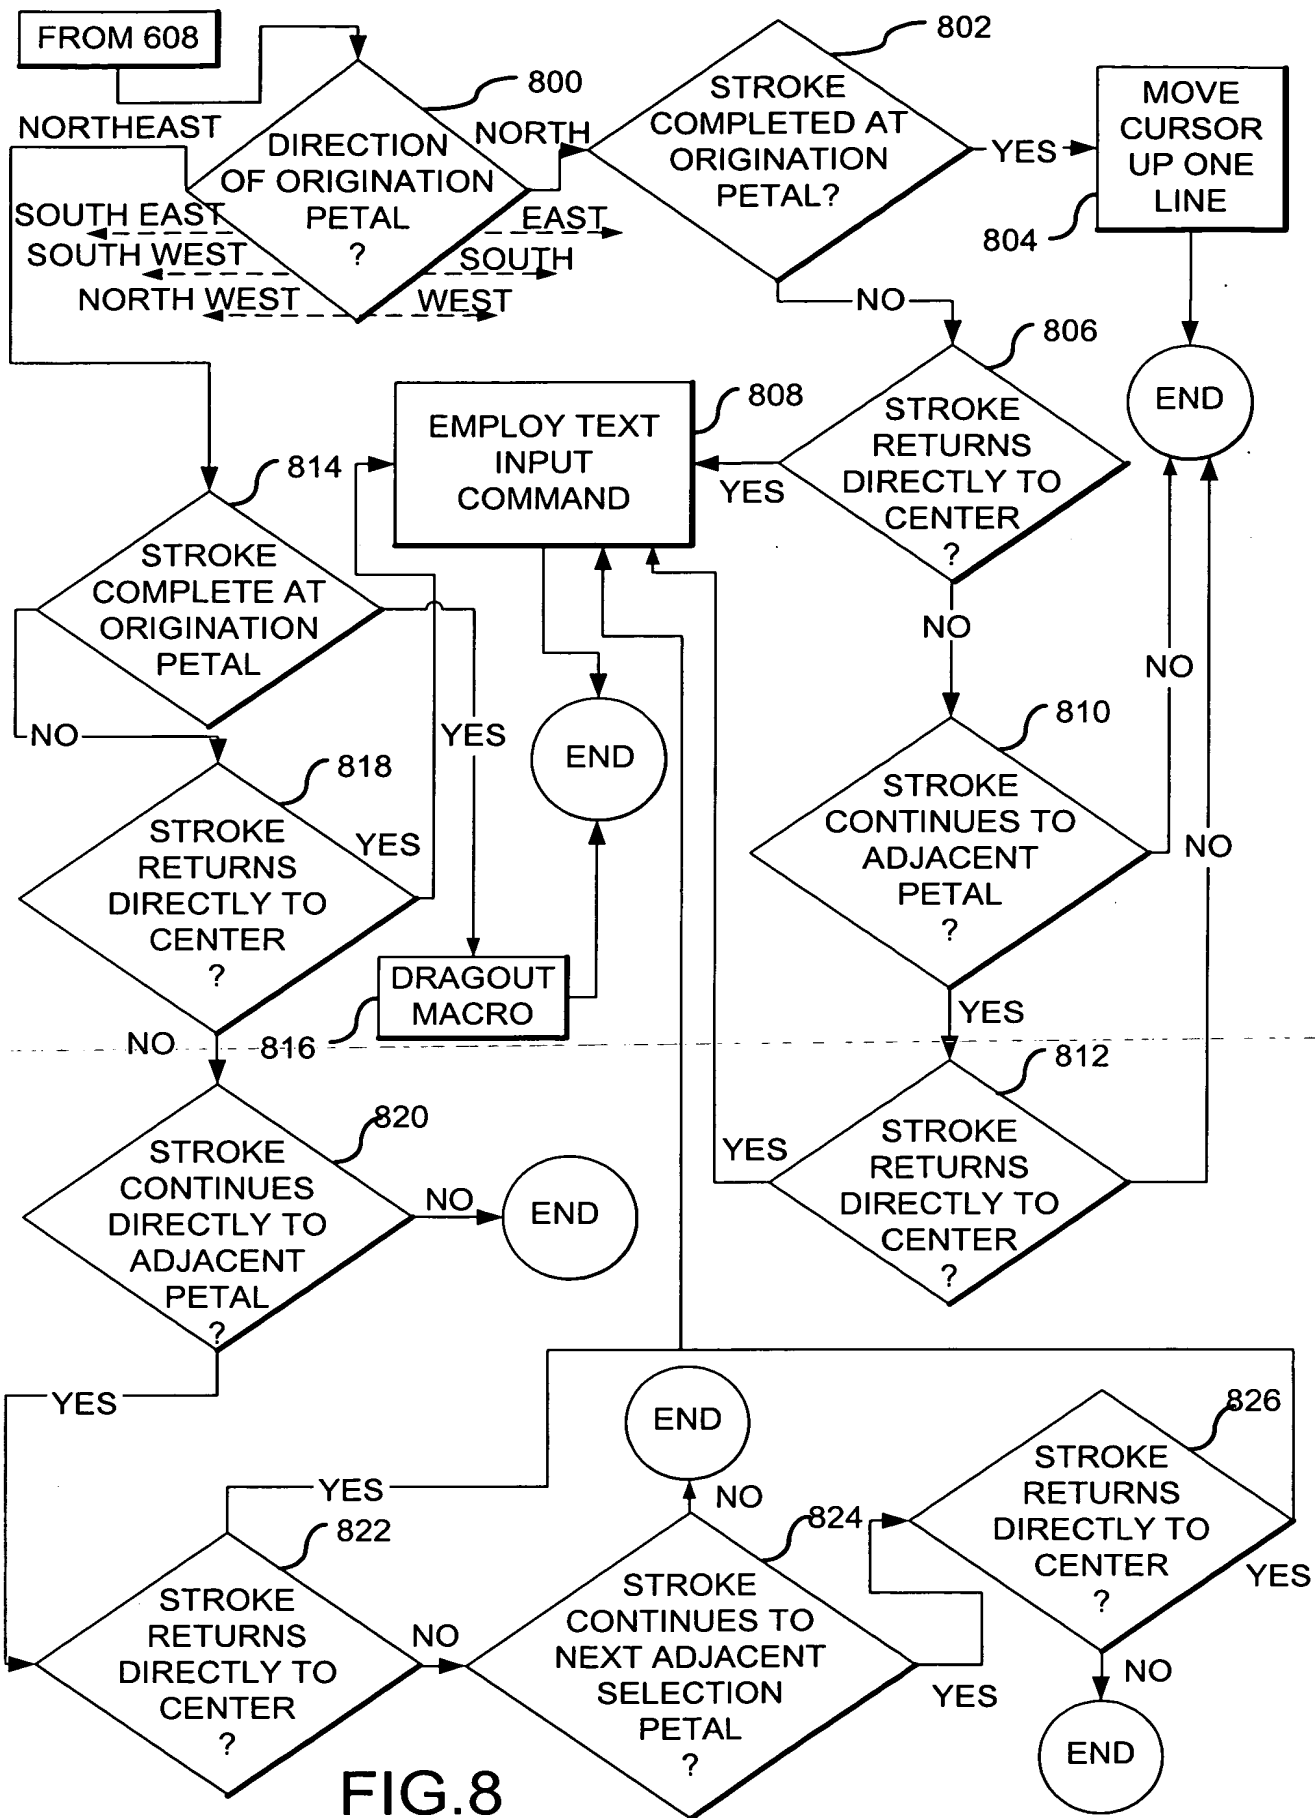 FROM 608
800
NORTHEAST
DIRECTION
OF ORIGINATION
PETAL
?
NORTH
SOUTH EAST
SOUTH WEST
NORTH WEST
EAST
SOUTH
WEST
802
STROKE
COMPLETED AT
ORIGINATION
PETAL?
YES
MOVE
CURSOR
UP ONE
LINE
804
NO
END
806
STROKE
RETURNS
DIRECTLY TO
CENTER
?
YES
808
EMPLOY TEXT
INPUT
COMMAND
NO
814
STROKE
COMPLETE AT
ORIGINATION
PETAL
NO
YES
END
810
STROKE
CONTINUES TO
ADJACENT
PETAL
?
NO
NO
YES
818
STROKE
RETURNS
DIRECTLY TO
CENTER
?
YES
DRAGOUT
MACRO
816
NO
812
STROKE
RETURNS
DIRECTLY TO
CENTER
?
YES
820
STROKE
CONTINUES
DIRECTLY TO
ADJACENT
PETAL
?
NO
END
YES
822
STROKE
RETURNS
DIRECTLY TO
CENTER
?
YES
NO
END
NO
824
STROKE
CONTINUES TO
NEXT ADJACENT
SELECTION
PETAL
?
YES
826
STROKE
RETURNS
DIRECTLY TO
CENTER
?
YES
NO
END
FIG.8